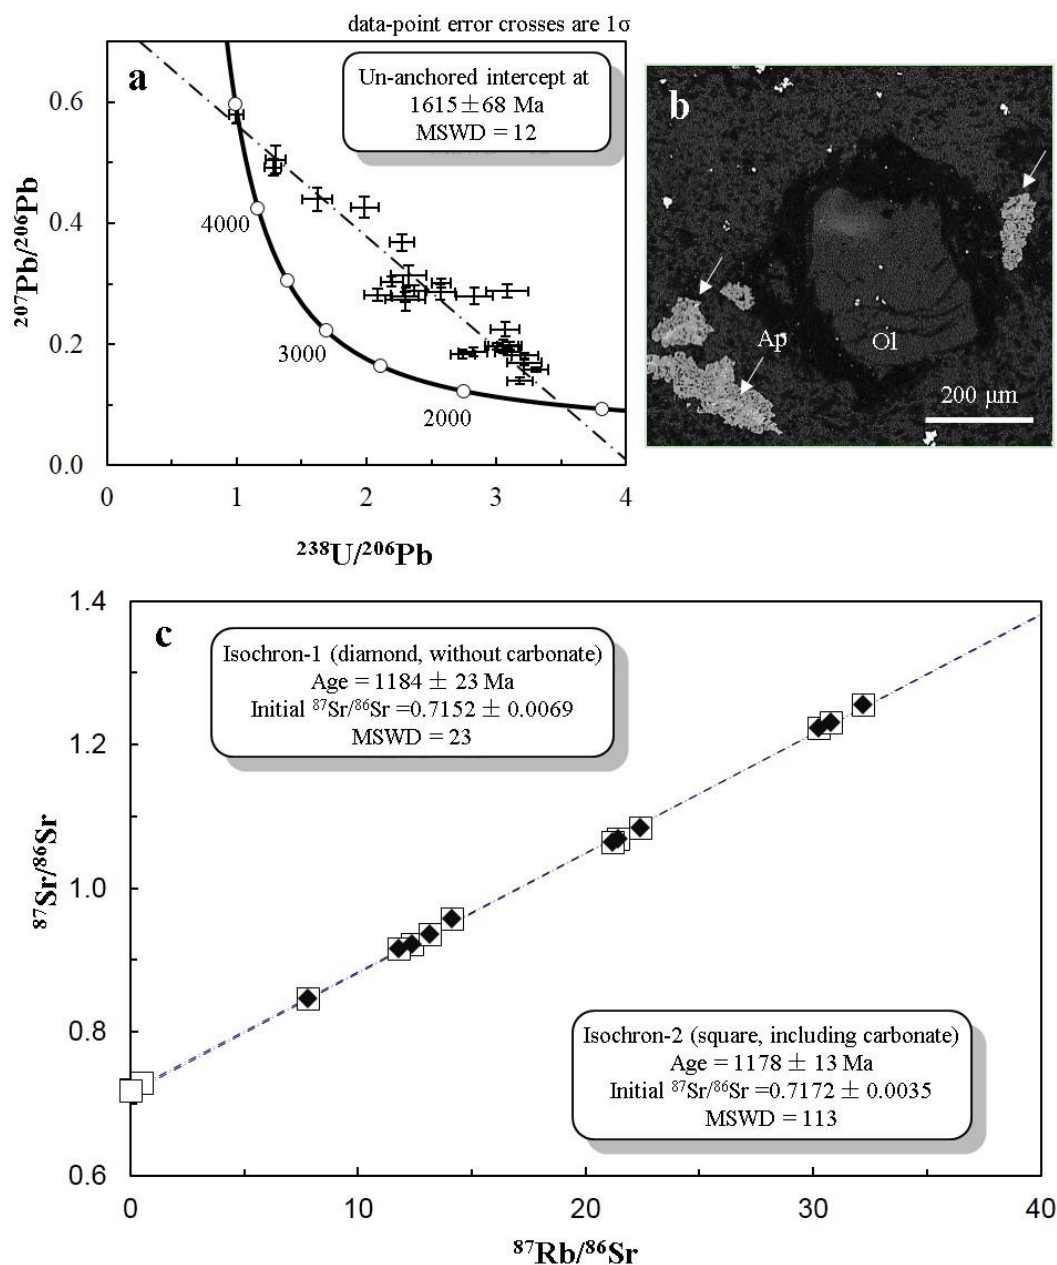 data-point error crosses are 1σ
a
Un-anchored intercept at
1615±68 Ma
MSWD = 12
0.6
0.4
0.2
0.0
4000
3000
2000
0 1 2 3 4
²⁰⁷Pb/²⁰⁶Pb
²³⁸U/²⁰⁶Pb
b
Ap
Ol
200 μm
c
1.4
1.2
1.0
0.8
0.6
Isochron-1 (diamond, without carbonate)
Age = 1184 ± 23 Ma
Initial ⁸⁷Sr/⁸⁶Sr =0.7152 ± 0.0069
MSWD = 23
Isochron-2 (square, including carbonate)
Age = 1178 ± 13 Ma
Initial ⁸⁷Sr/⁸⁶Sr =0.7172 ± 0.0035
MSWD = 113
0 10 20 30 40
⁸⁷Sr/⁸⁶Sr
⁸⁷Rb/⁸⁶Sr